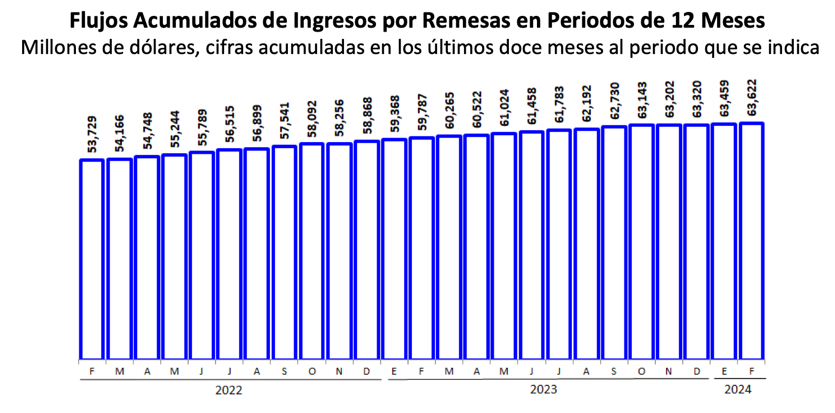 Flujos Acumulados de Ingresos por Remesas en Periodos de 12 Meses
Millones de dólares, cifras acumuladas en los últimos doce meses al periodo que se indica
53,729 54,166 54,748 55,244 55,789 56,515 56,899 57,541 58,092 58,256 58,868 59,368 59,787 60,265 60,522 61,024 61,458 61,783 62,192 62,730 63,143 63,202 63,320 63,459 63,622
F M A M J J A S O N D E F M A M J J A S O N D E F
2022 2023 2024